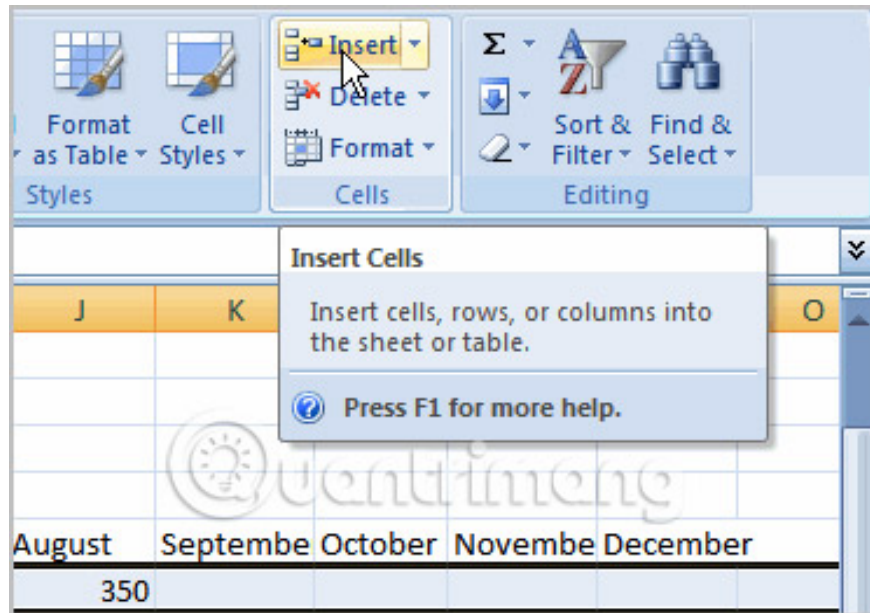 Insert
Delete
Format
Format
as Table
Cell
Styles
Σ
A
Z
Sort &
Filter
Find &
Select
Styles
Cells
Editing
Insert Cells
Insert cells, rows, or columns into
the sheet or table.
Press F1 for more help.
J K O
Quantrimang
August Septembe October Novembe December
350